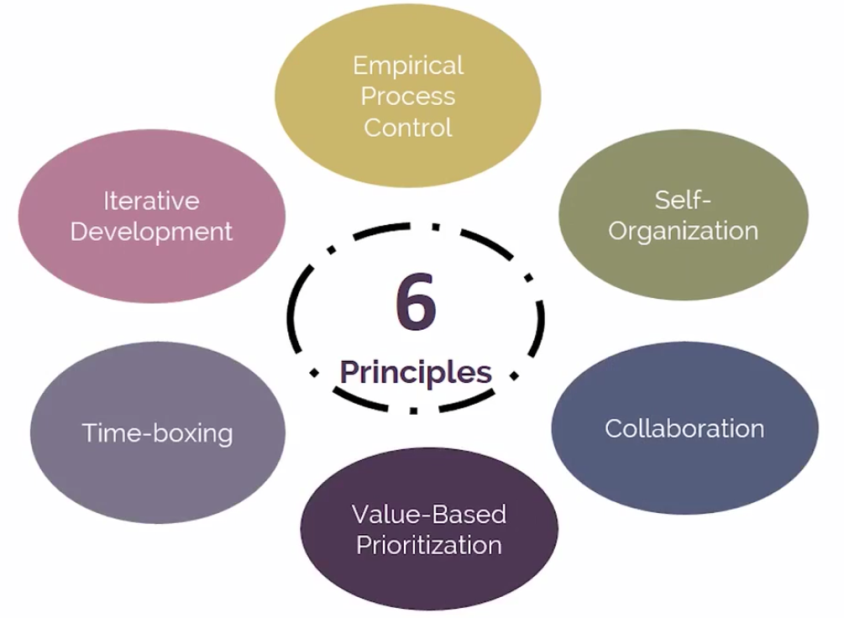 Empirical
Process
Control
Self-
Organization
Collaboration
Value-Based
Prioritization
Time-boxing
Iterative
Development
6
Principles